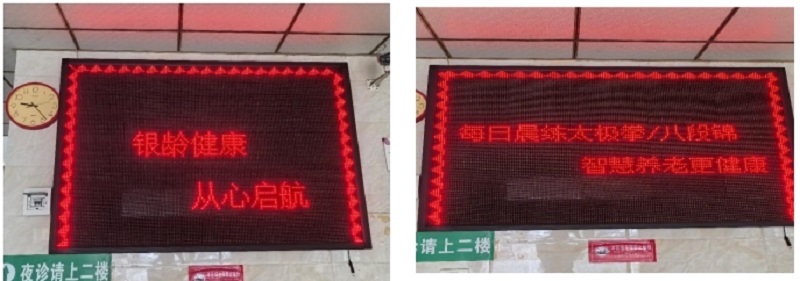 银龄健康
从心启航
夜诊请上二楼
每日晨练太极拳/八段锦
智慧养老更健康
请上二楼